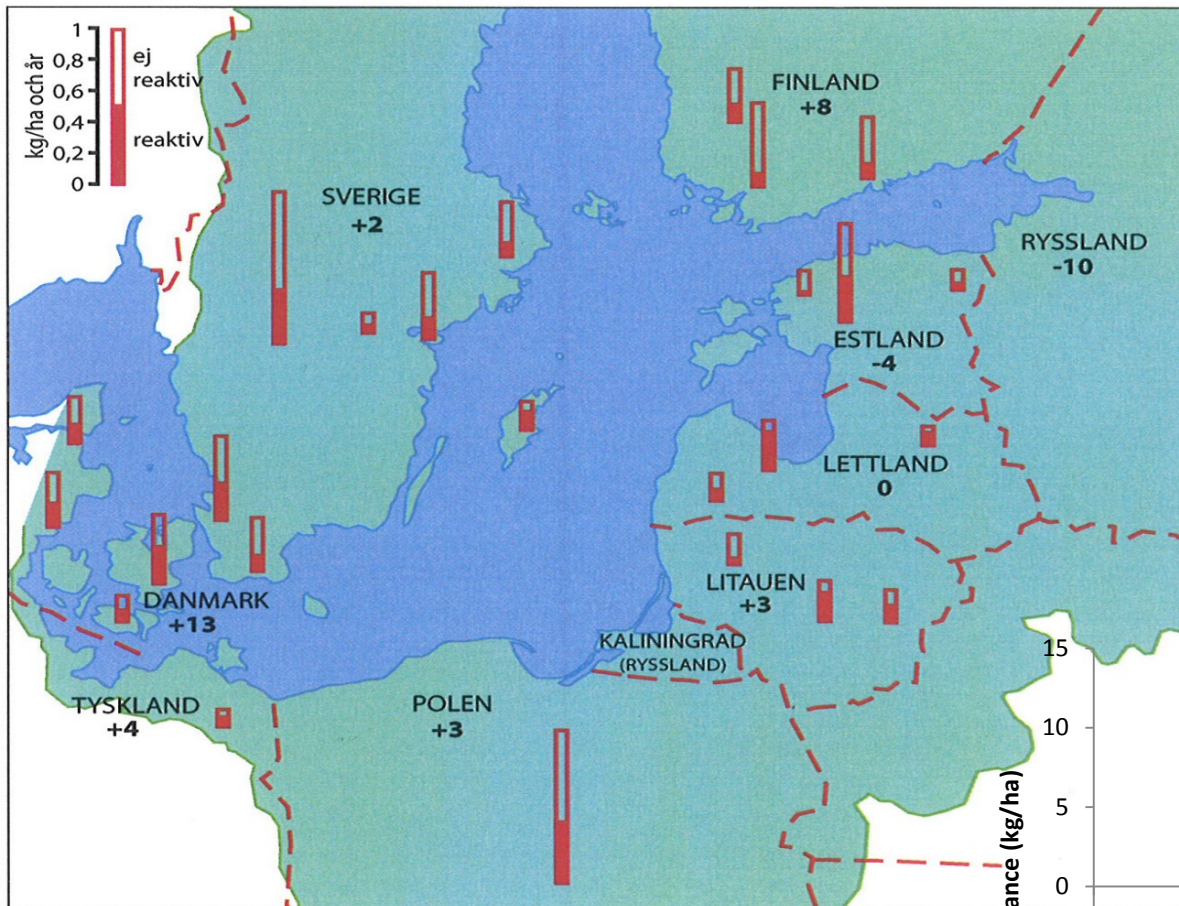 1
0,8
0,6
0,4
0,2
0
kg/ha och år
ej
reaktiv
reaktiv
FINLAND
+8
SVERIGE
+2
RYSSLAND
-10
ESTLAND
-4
LETTLAND
0
LITAUEN
+3
DANMARK
+13
KALININGRAD
(RYSSLAND)
TYSKLAND
+4
POLEN
+3
15
10
5
0
(kg/ha)